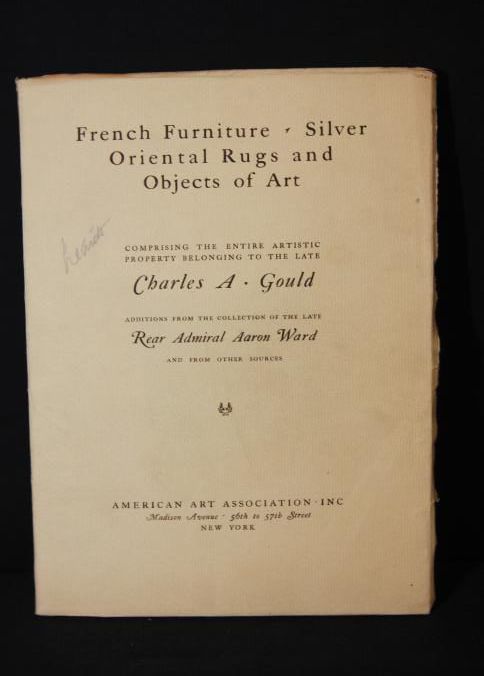 French Furniture · Silver
Oriental Rugs and
Objects of Art
COMPRISING THE ENTIRE ARTISTIC
PROPERTY BELONGING TO THE LATE
Charles A · Gould
ADDITIONS FROM THE COLLECTION OF THE LATE
Rear Admiral Aaron Ward
AND FROM OTHER SOURCES
AMERICAN ART ASSOCIATION · INC
Madison Avenue · 56th to 57th Street
NEW YORK